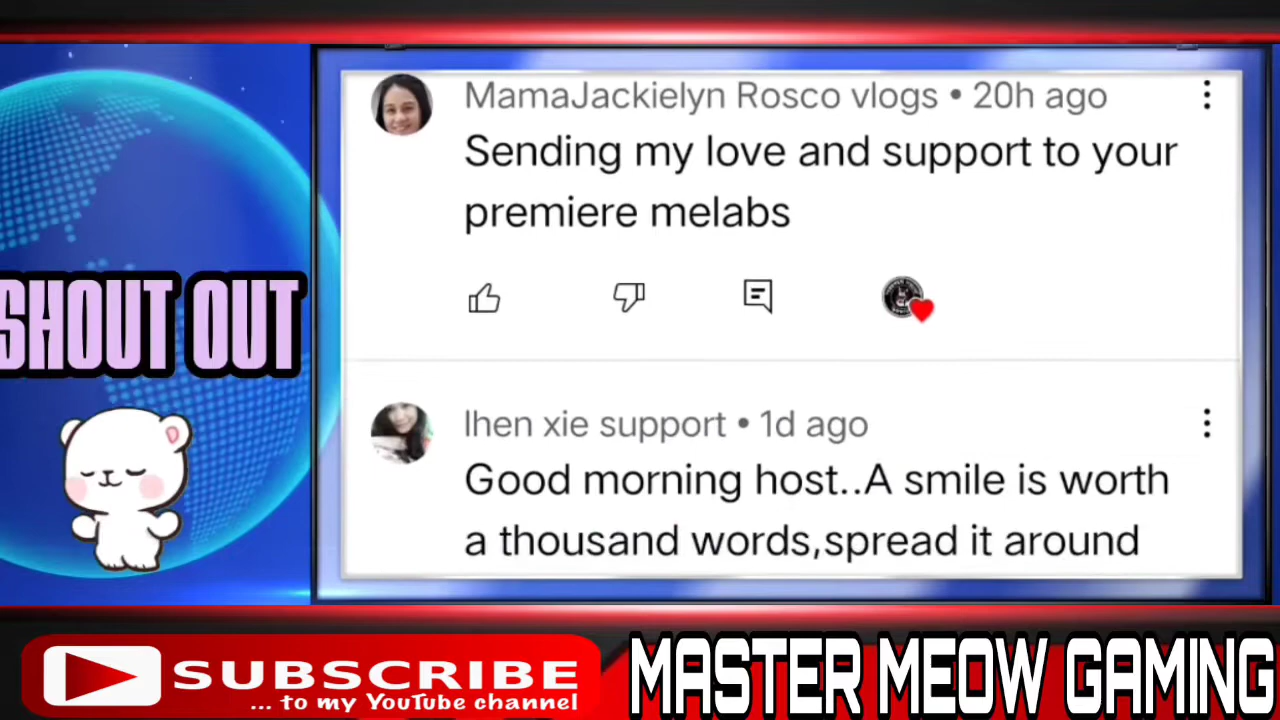 MamaJackielyn Rosco vlogs • 20h ago
Sending my love and support to your
premiere melabs
SHOUT OUT
lhen xie support • 1d ago
Good morning host..A smile is worth
a thousand words,spread it around
SUBSCRIBE
... to my YouTube channel
MASTER MEOW GAMING